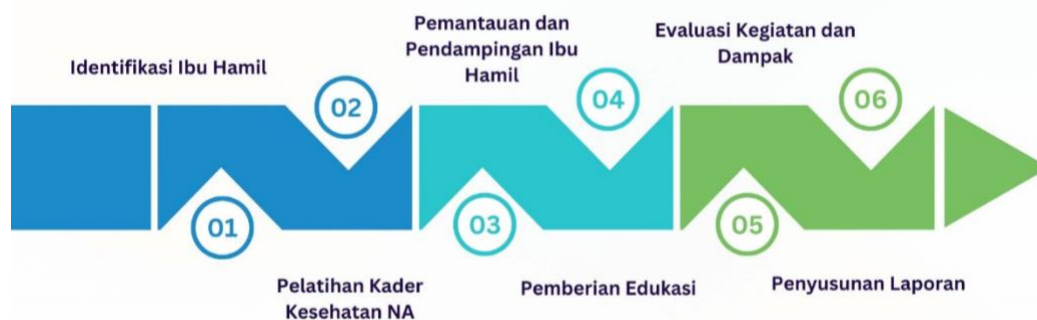 Identifikasi Ibu Hamil
01
02
Pelatihan Kader
Kesehatan NA
Pemantauan dan
Pendampingan Ibu
Hamil
03
04
Pemberian Edukasi
Evaluasi Kegiatan dan
Dampak
05
06
Penyusunan Laporan